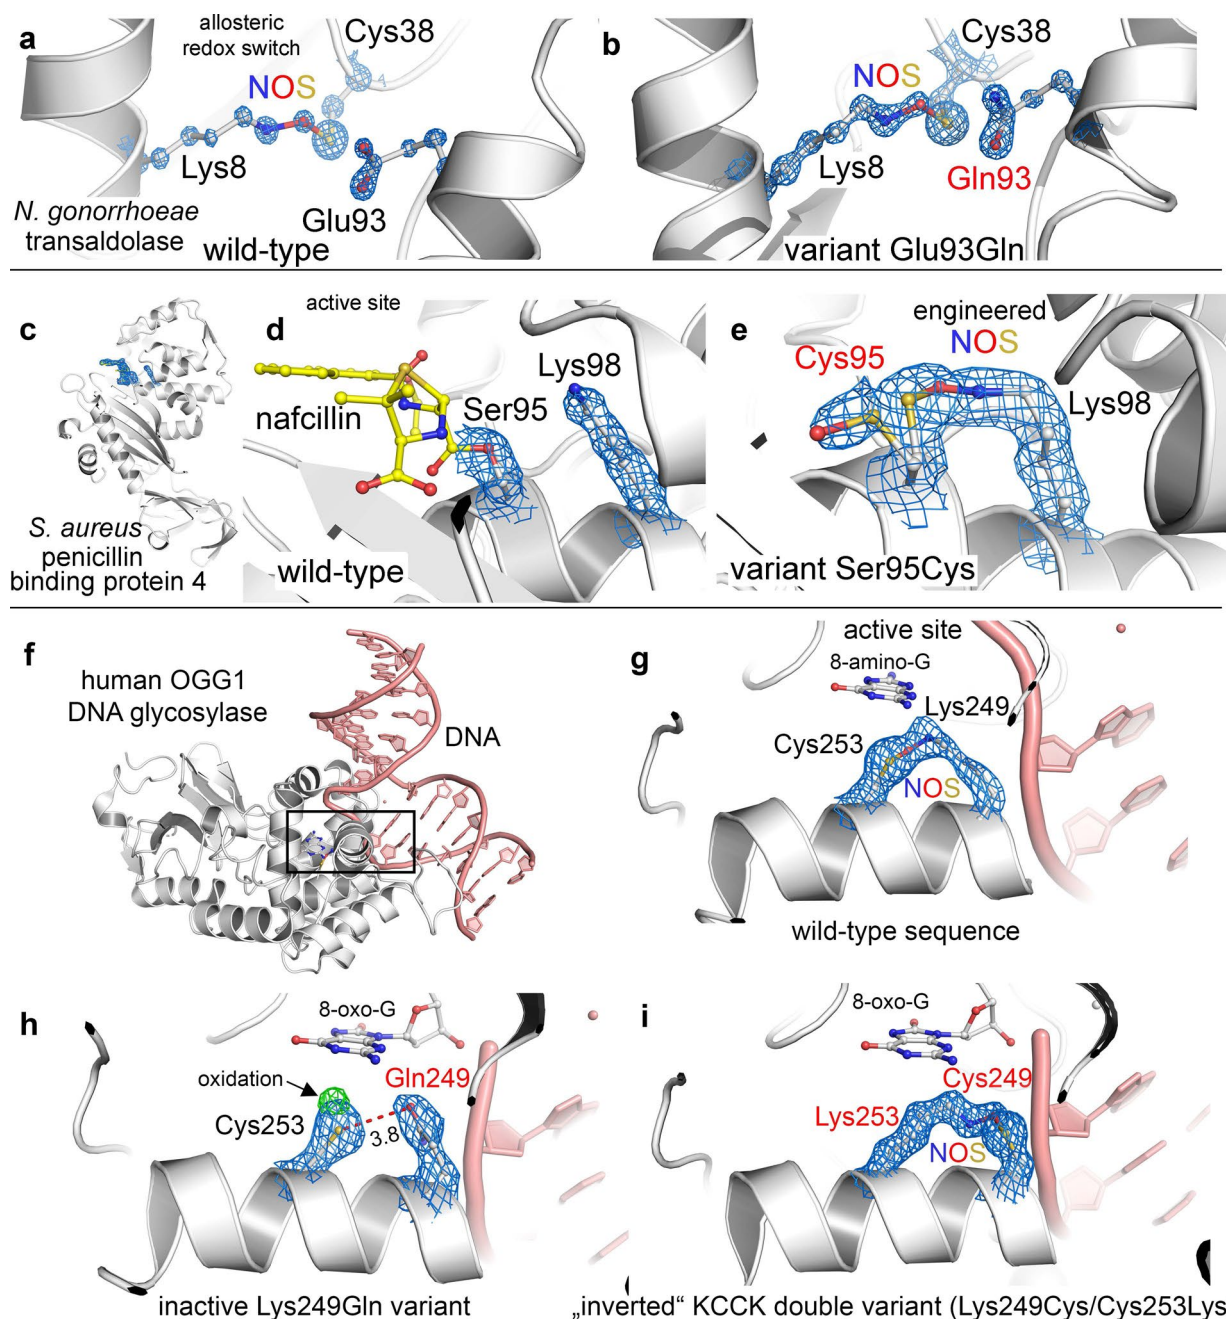 a
allosteric
redox switch
Cys38
NOS
Lys8
Glu93
N. gonorrhoeae
transaldolase
wild-type
b
Cys38
NOS
Lys8
Gln93
variant Glu93Gln
c
S. aureus
penicillin
binding protein 4
active site
d
nafcillin
Ser95
Lys98
wild-type
e
engineered
NOS
Cys95
Lys98
variant Ser95Cys
f
human OGG1
DNA glycosylase
DNA
active site
g
8-amino-G
Lys249
Cys253
NOS
wild-type sequence
h
8-oxo-G
oxidation
Gln249
Cys253
3.8
inactive Lys249Gln variant
i
8-oxo-G
Cys249
Lys253
NOS
„inverted“ KCCK double variant (Lys249Cys/Cys253Lys